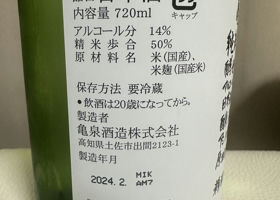 内容量 720ml
キャップ
アルコール分 14%
精米歩合 50%
原材料名 米(国産)、
米麹(国産米)
保存方法 要冷蔵
•飲酒は20歳になってから。
製造者
亀泉酒造株式会社
高知県土佐市出間2123-1
製造年月
2024.2. MIK
AM7